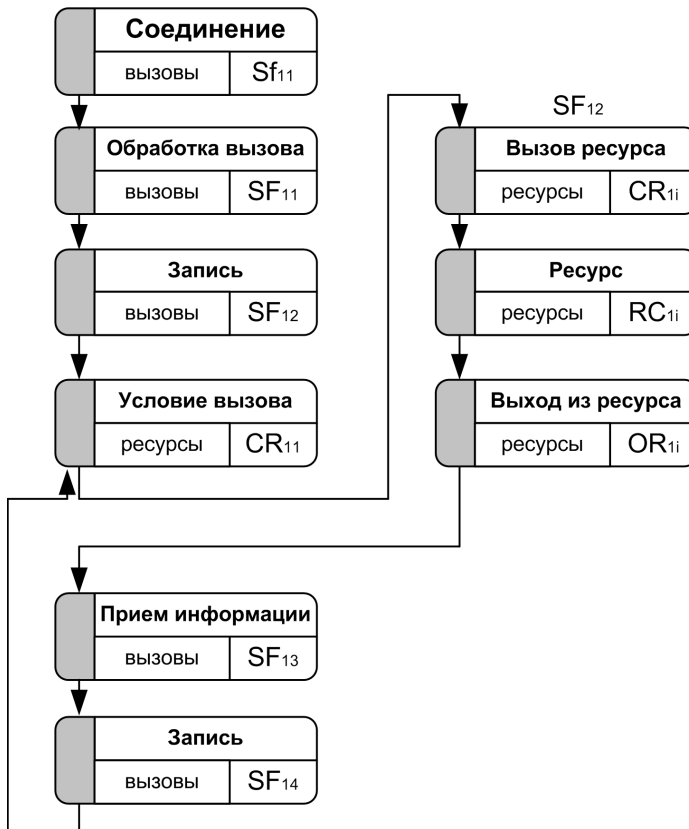 Соединение
вызовы Sf11
Обработка вызова
вызовы SF11
Запись
вызовы SF12
Условие вызова
ресурсы CR11
SF12
Вызов ресурса
ресурсы CR1i
Ресурс
ресурсы RC1i
Выход из ресурса
ресурсы OR1i
Прием информации
вызовы SF13
Запись
вызовы SF14